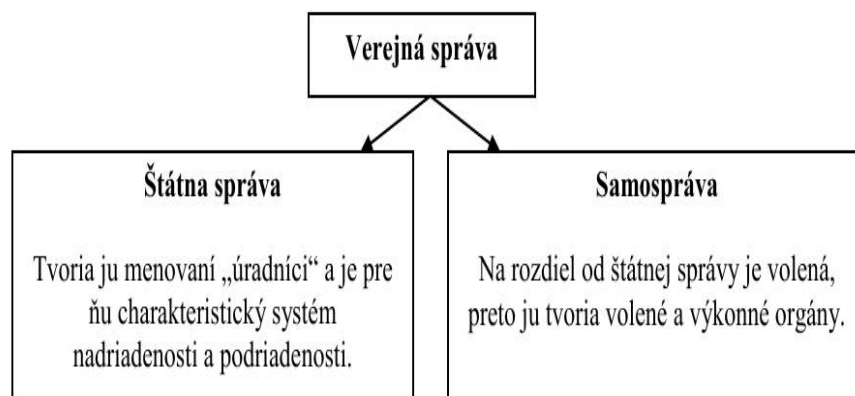 Verejná správa
Štátna správa
Tvoria ju menovaní „úradníci“ a je pre
ňu charakteristický systém
nadriadenosti a podriadenosti.
Samospráva
Na rozdiel od štátnej správy je volená,
preto ju tvoria volené a výkonné orgány.